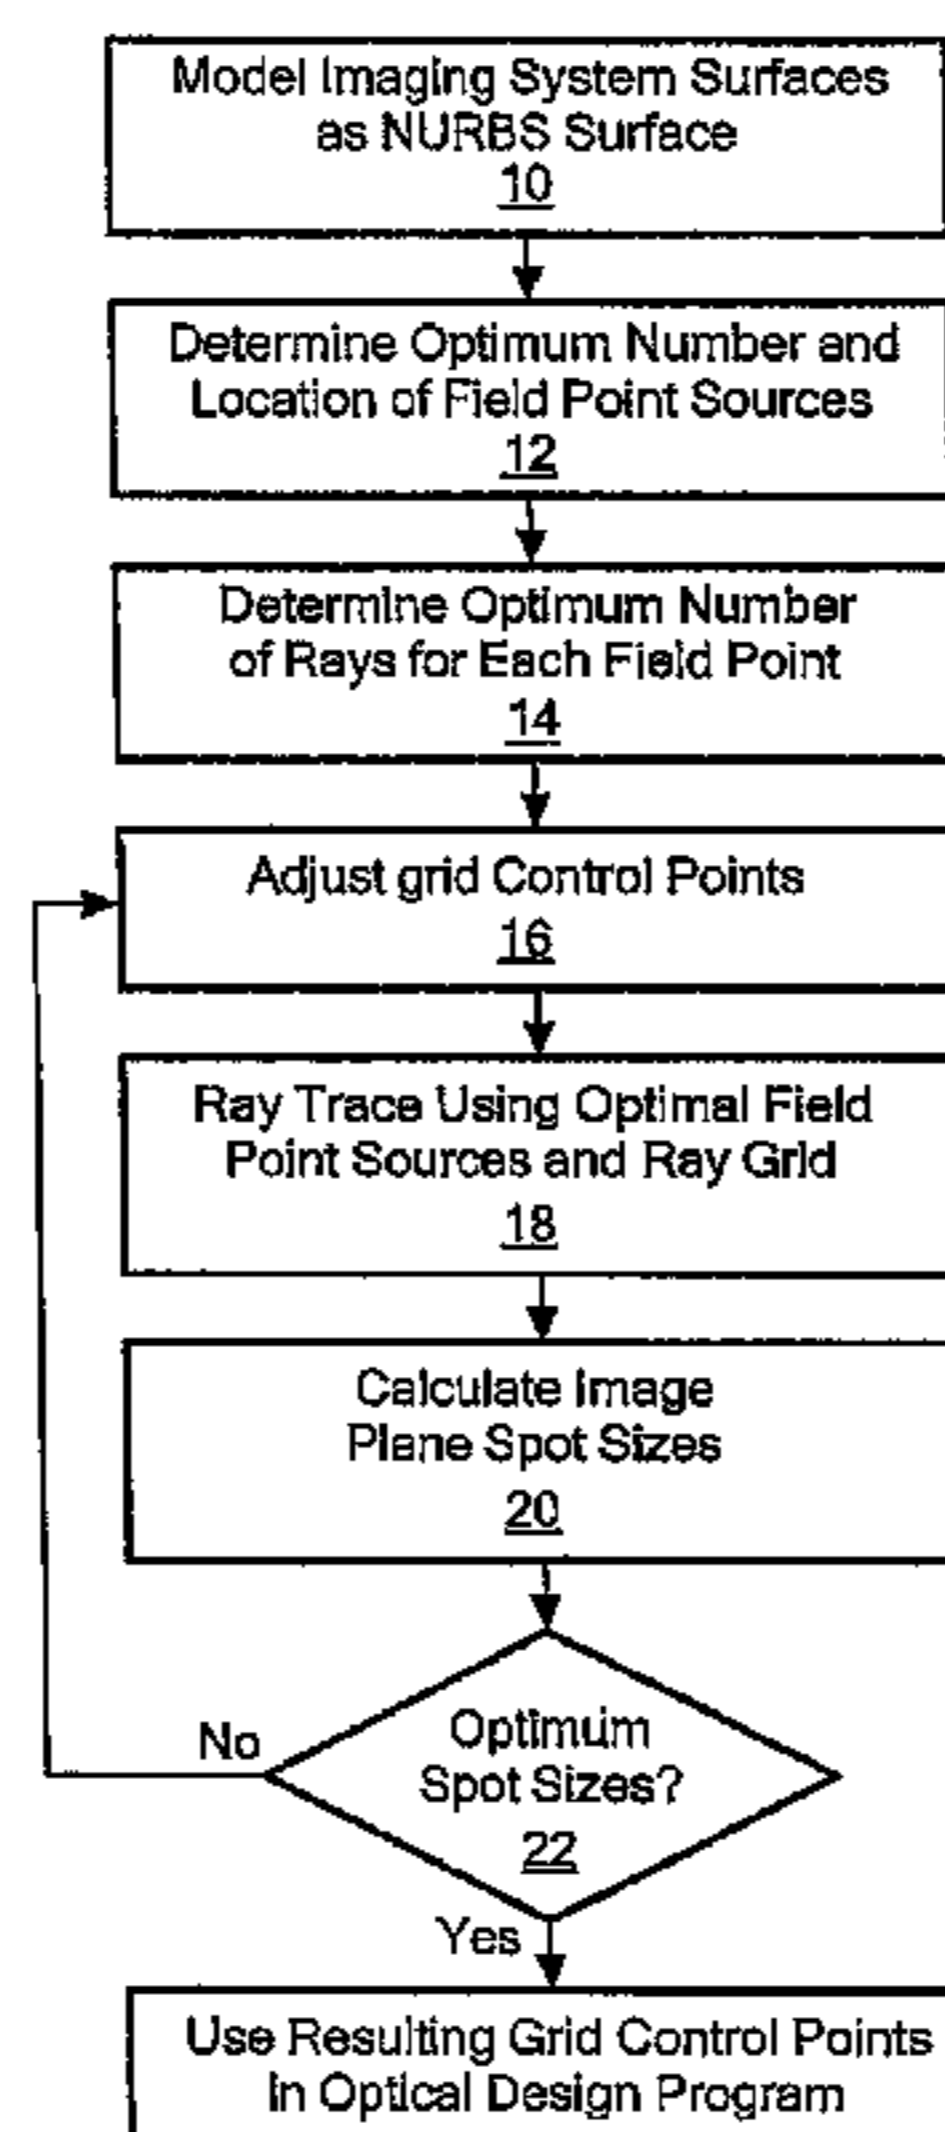 Model Imaging System Surfaces
as NURBS Surface
10
Determine Optimum Number and
Location of Field Point Sources
12
Determine Optimum Number
of Rays for Each Field Point
14
Adjust grid Control Points
16
Ray Trace Using Optimal Field
Point Sources and Ray Grid
18
Calculate Image
Plane Spot Sizes
20
No
Optimum
Spot Sizes?
22
Yes
Use Resulting Grid Control Points
in Optical Design Program